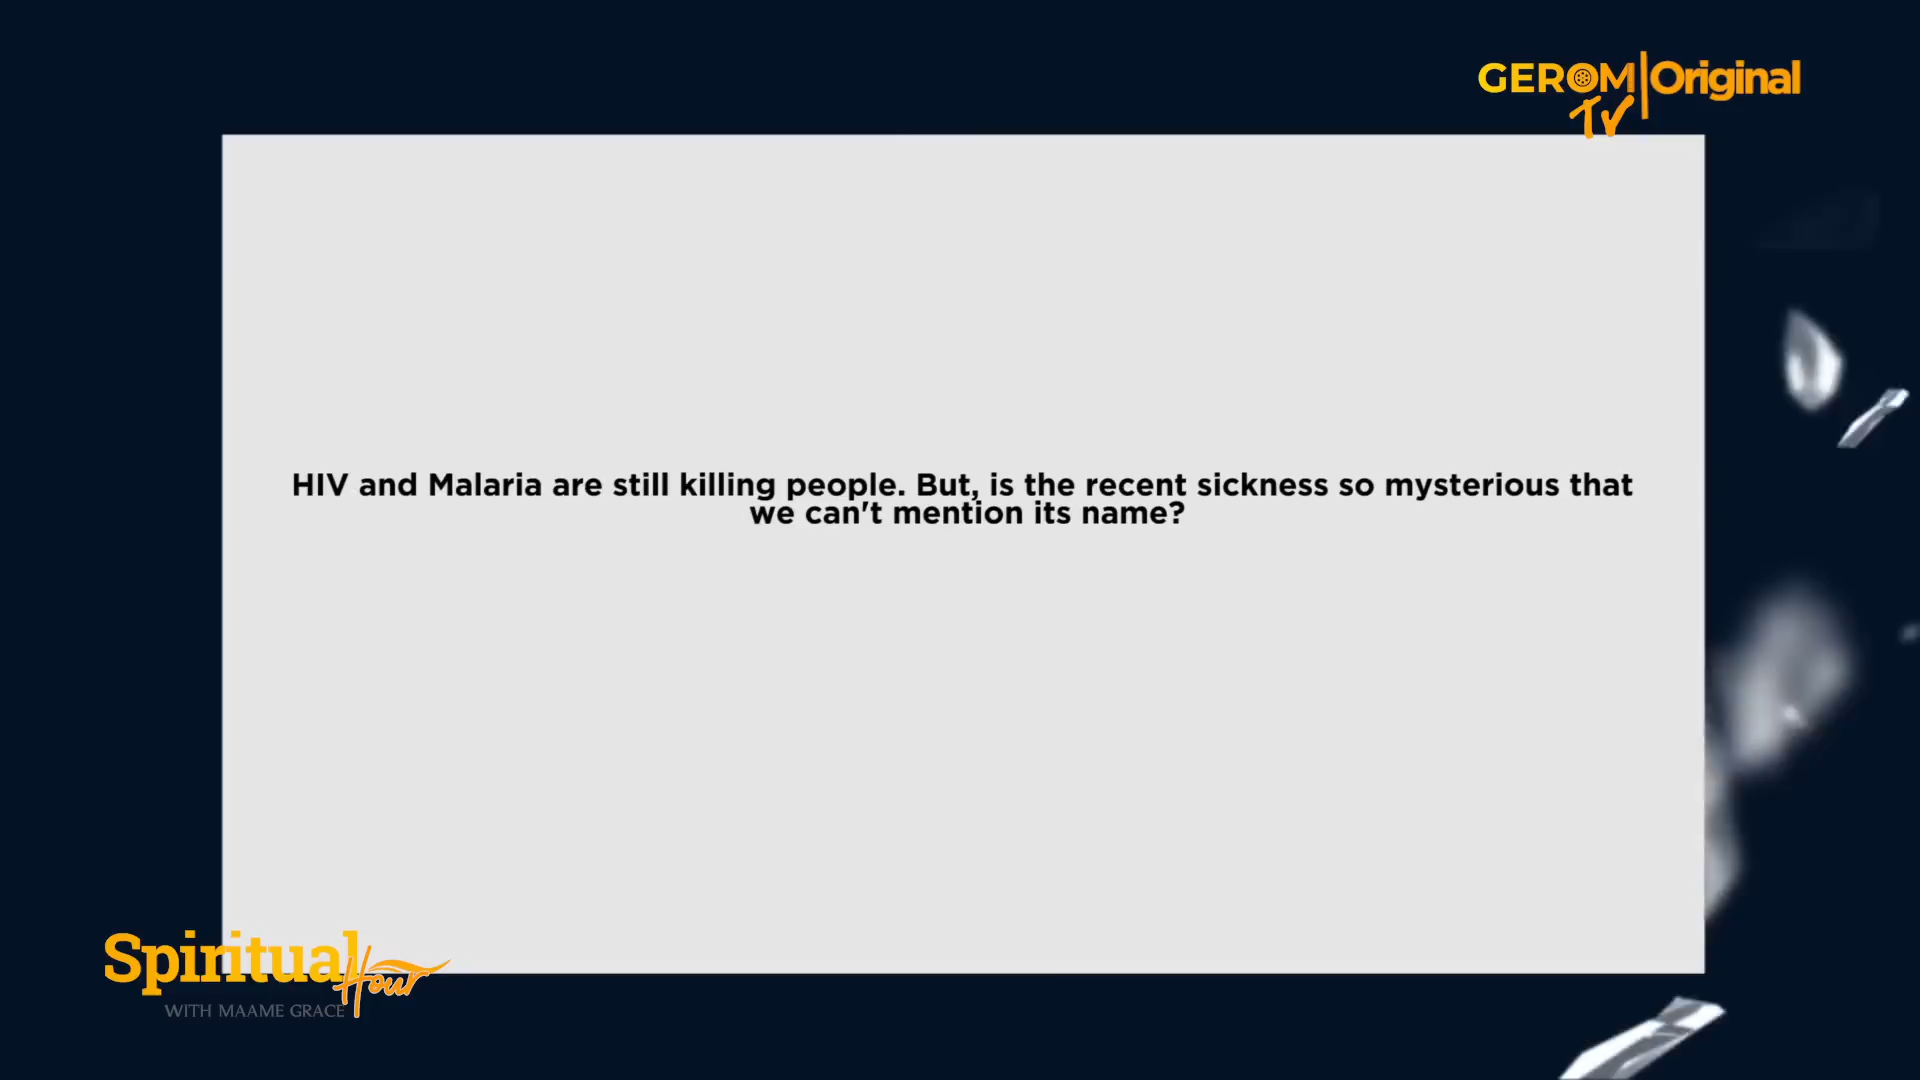 GEROM Original
Tv
HIV and Malaria are still killing people. But, is the recent sickness so mysterious that
we can't mention its name?
Spiritual
Hour
WITH MAAME GRACE